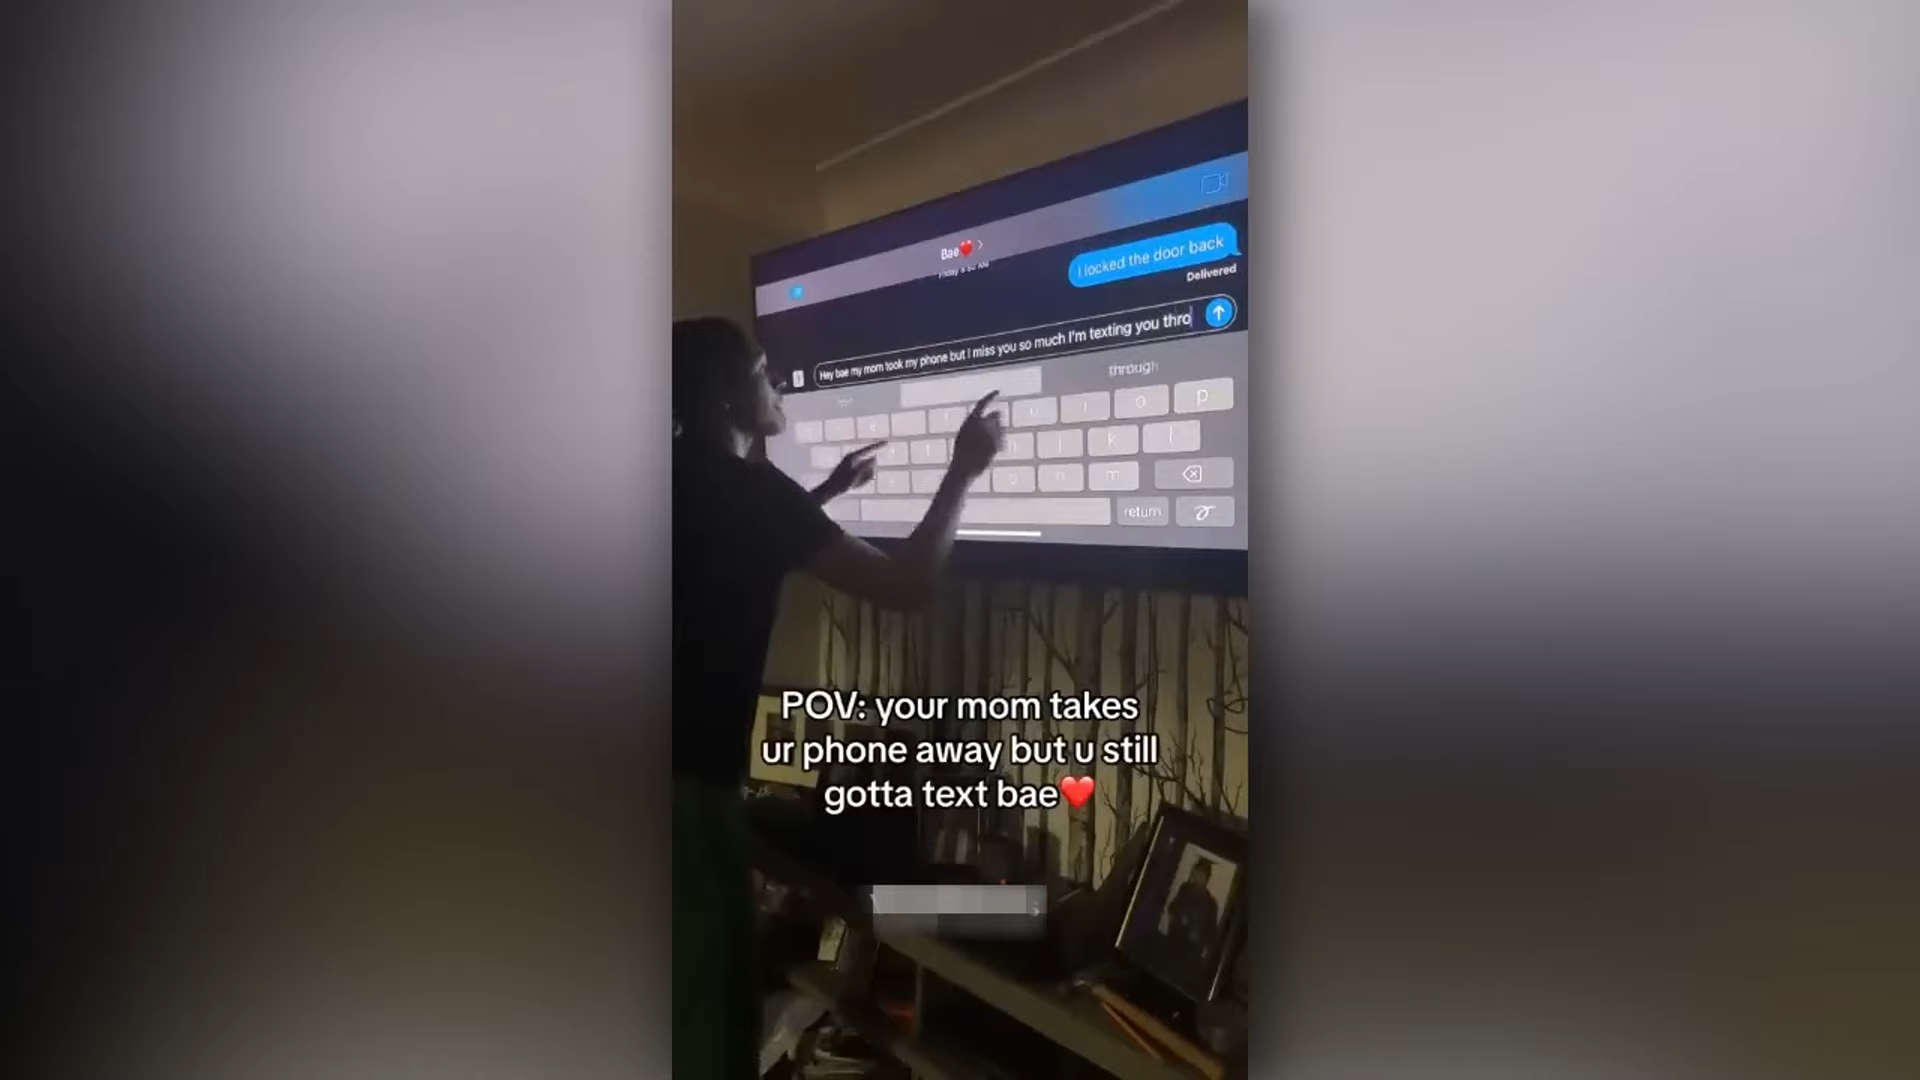 Bae❤️ >
I locked the door back
Delivered
Hey bae my mom took my phone but I miss you so much I'm texting you thro
through
o p
k l
m
return
POV: your mom takes
ur phone away but u still
gotta text bae❤️